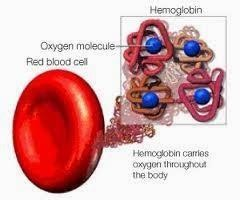 Hemoglobin
Oxygen molecule
Red blood cell
Hemoglobin carries
oxygen throughout
the body